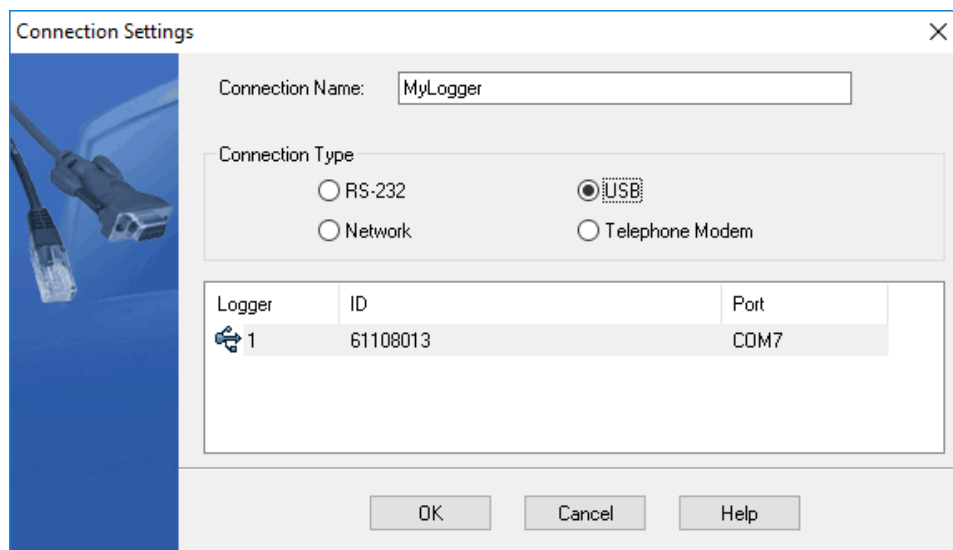 Connection Settings
Connection Name: MyLogger
Connection Type
RS-232 USB
Network Telephone Modem
Logger ID Port
1 61108013 COM7
OK Cancel Help